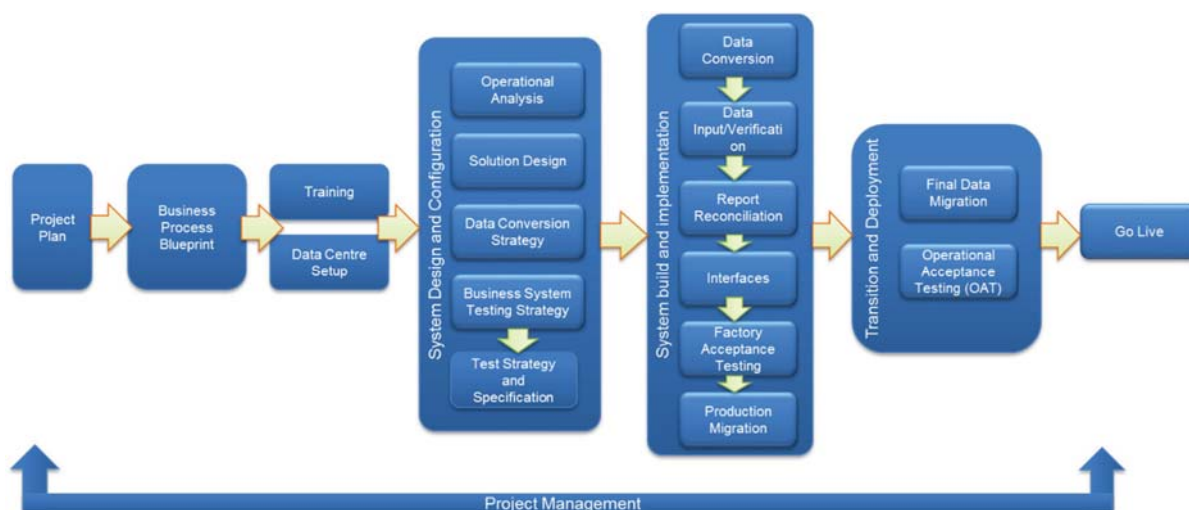 Project
Plan
Business
Process
Blueprint
Training
Data Centre
Setup
System Design and Configuration
Operational
Analysis
Solution Design
Data Conversion
Strategy
Business System
Testing Strategy
Test Strategy
and
Specification
System build and implementation
Data
Conversion
Data
Input/Verificati
on
Report
Reconciliation
Interfaces
Factory
Acceptance
Testing
Production
Migration
Transition and Deployment
Final Data
Migration
Operational
Acceptance
Testing (OAT)
Go Live
Project Management